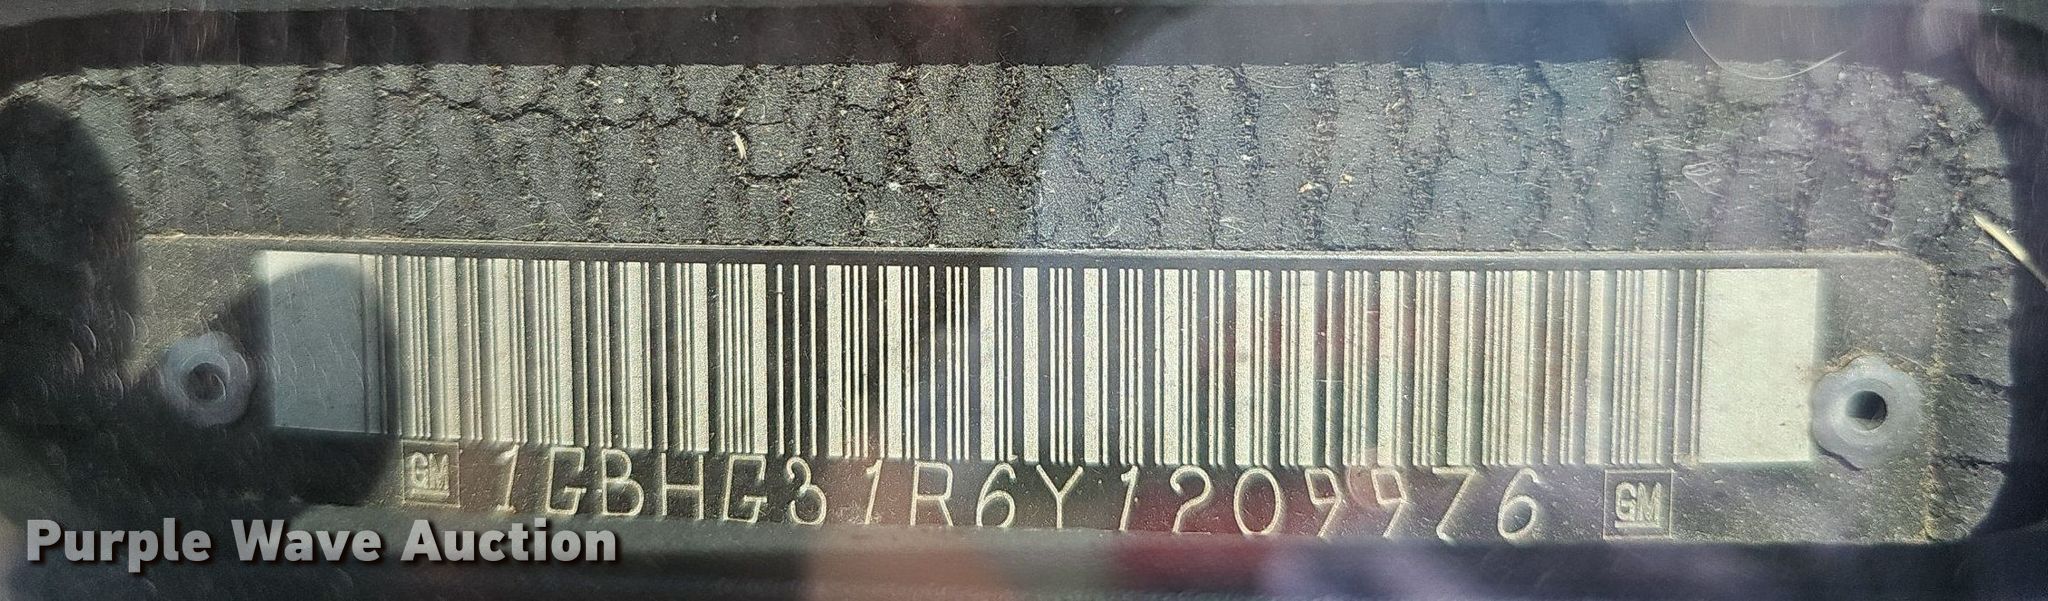 GM 1GBHG31R6Y1209976 GM
Purple Wave Auction